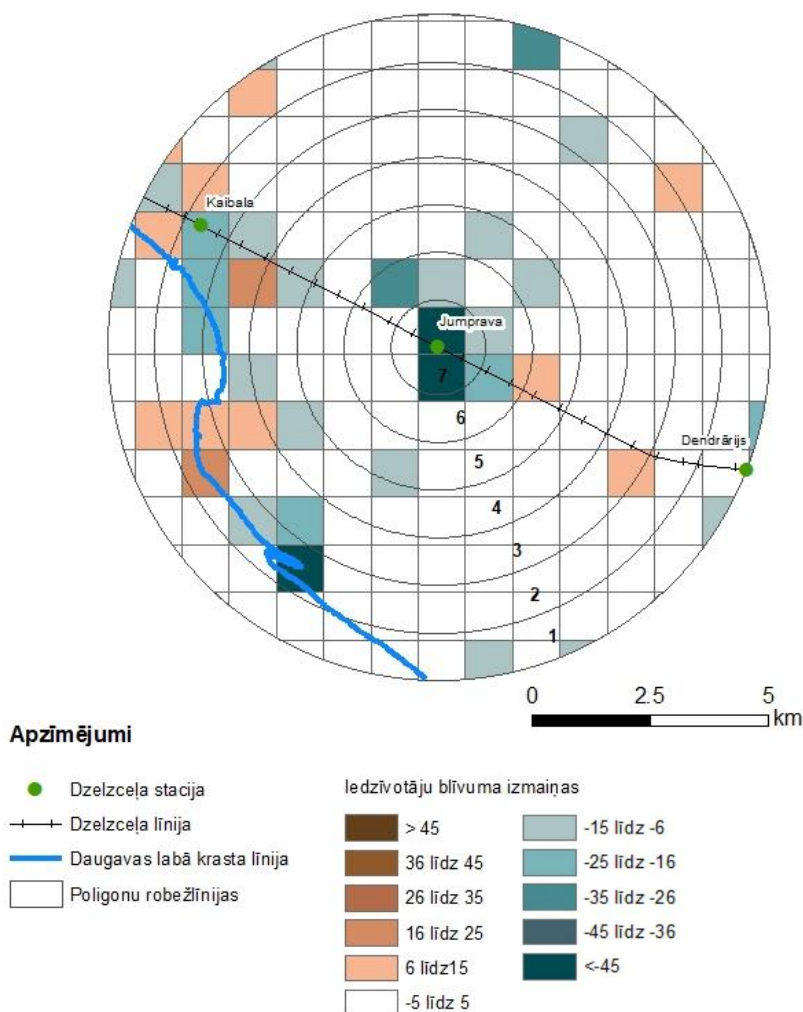 Kaibala
Jumprava
7
6
Dendrārijs
5
4
3
2
1
0 2.5 5
km
Apzīmējumi
Dzelzceļa stacija
Dzelzceļa līnija
Daugavas labā krasta līnija
Poligonu robežlīnijas
Iedzīvotāju blīvuma izmaiņas
> 45
36 līdz 45
26 līdz 35
16 līdz 25
6 līdz15
-5 līdz 5
-15 līdz -6
-25 līdz -16
-35 līdz -26
-45 līdz -36
<-45